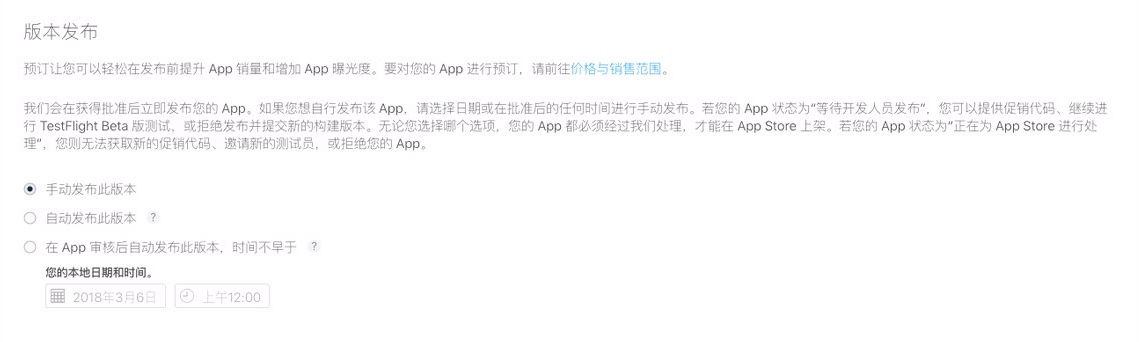 版本发布
预订让您可以轻松在发布前提升 App 销量和增加 App 曝光度。要对您的 App 进行预订，请前往价格与销售范围。
我们会在获得批准后立即发布您的 App。如果您想自行发布该 App，请选择日期或在批准后的任何时间进行手动发布。若您的 App 状态为“等待开发人员发布”，您可以提供促销代码、继续进
行 TestFlight Beta 版测试，或拒绝发布并提交新的构建版本。无论您选择哪个选项，您的 App 都必须经过我们处理，才能在 App Store 上架。若您的 App 状态为“正在为 App Store 进行处
理”，您则无法获取新的促销代码、邀请新的测试员，或拒绝您的 App。
手动发布此版本
自动发布此版本 ?
在 App 审核后自动发布此版本，时间不早于 ?
您的本地日期和时间。
2018年3月6日 上午12:00